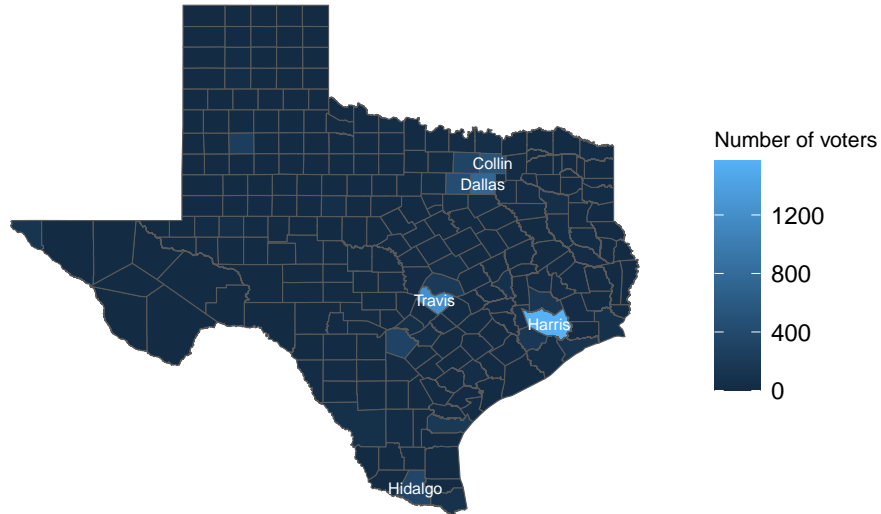 Number of voters
1200
800
400
0
Collin
Dallas
Travis
Harris
Hidalgo